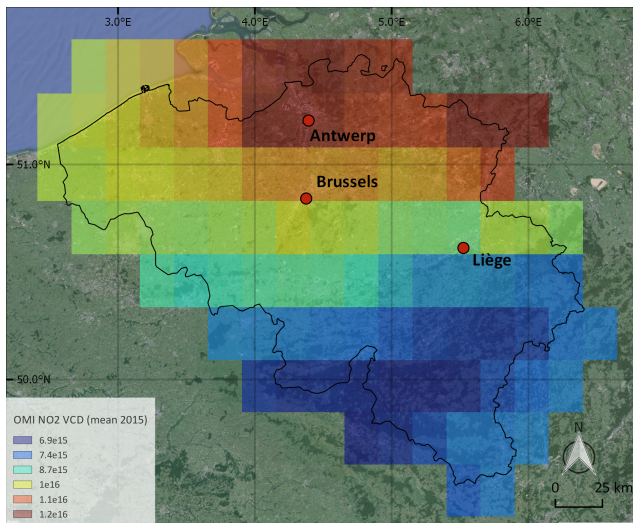 3.0°E 4.0°E 5.0°E 6.0°E
51.0°N
Antwerp
Brussels
Liège
50.0°N
OMI NO2 VCD (mean 2015)
6.9e15
7.4e15
8.7e15
1e16
1.1e16
1.2e16
N
0 25 km